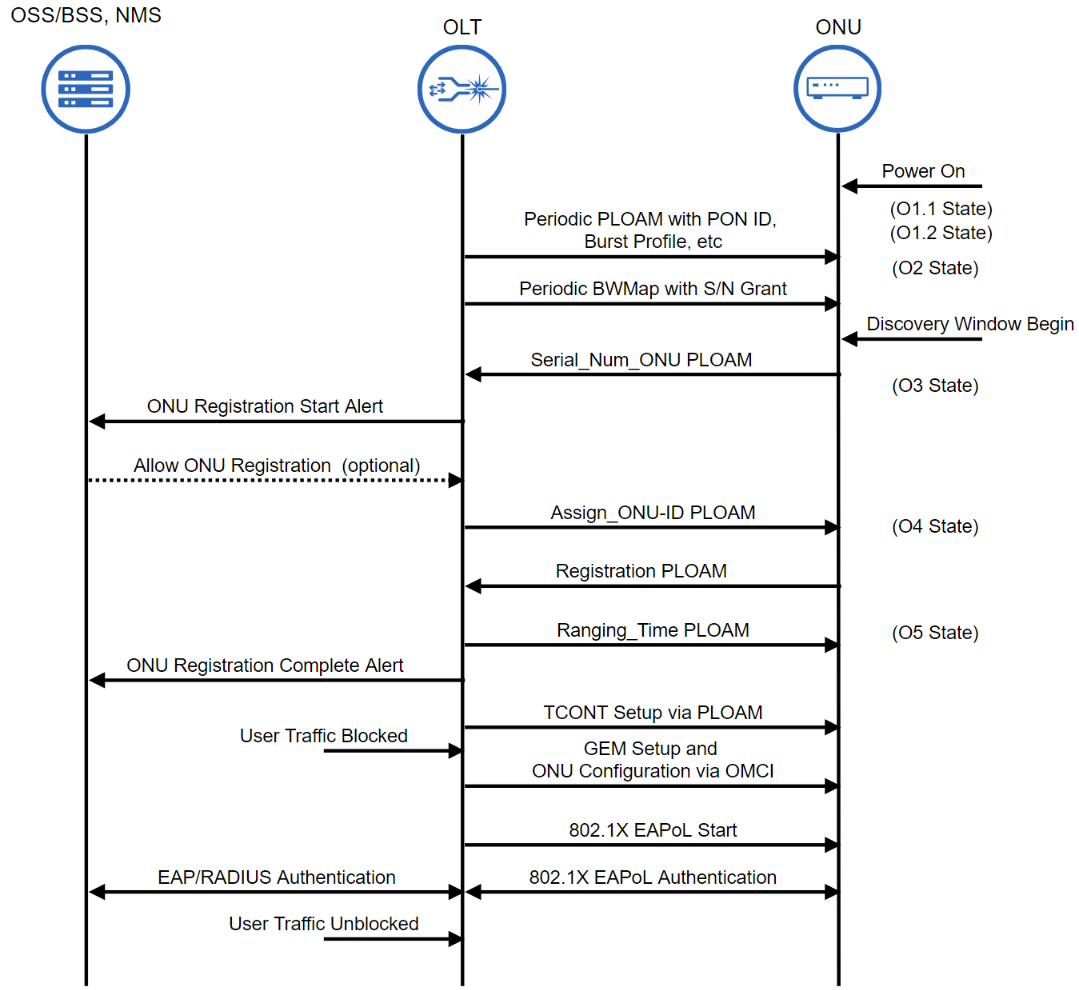 OSS/BSS, NMS
OLT
ONU
Power On
(O1.1 State)
Periodic PLOAM with PON ID,
Burst Profile, etc
(O1.2 State)
(O2 State)
Periodic BWMap with S/N Grant
Discovery Window Begin
Serial_Num_ONU PLOAM
(O3 State)
ONU Registration Start Alert
Allow ONU Registration (optional)
Assign_ONU-ID PLOAM
(O4 State)
Registration PLOAM
Ranging_Time PLOAM
(O5 State)
ONU Registration Complete Alert
TCONT Setup via PLOAM
User Traffic Blocked
GEM Setup and
ONU Configuration via OMCI
802.1X EAPoL Start
EAP/RADIUS Authentication
802.1X EAPoL Authentication
User Traffic Unblocked